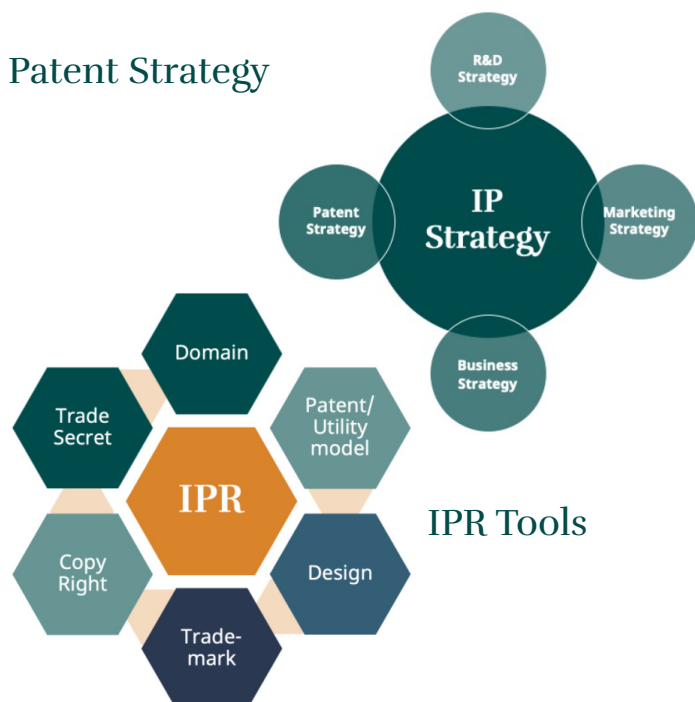 Patent Strategy
R&D
Strategy
IP
Strategy
Patent
Strategy
Marketing
Strategy
Business
Strategy
Domain
Trade
Secret
Patent/
Utility
model
IPR
IPR Tools
Copy
Right
Design
Trade-
mark